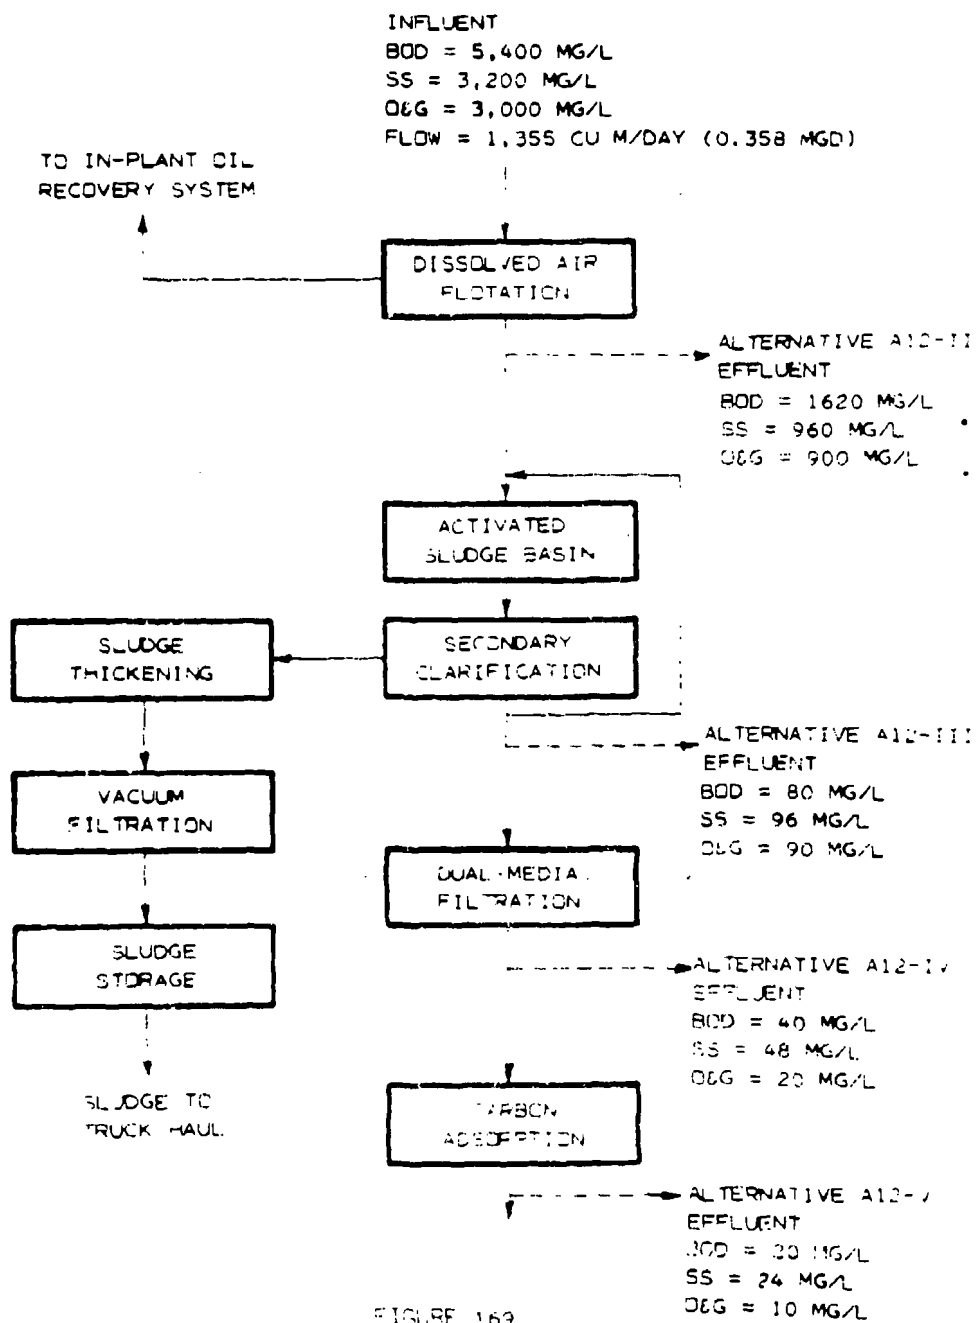 INFLUENT
BOD = 5,400 MG/L
SS = 3,200 MG/L
O&G = 3,000 MG/L
FLOW = 1,355 CU M/DAY (0.358 MGD)
TO IN-PLANT OIL
RECOVERY SYSTEM
DISSOLVED AIR
FLOTATION
ALTERNATIVE A12-II
EFFLUENT
BOD = 1620 MG/L
SS = 960 MG/L
O&G = 900 MG/L
ACTIVATED
SLUDGE BASIN
SECONDARY
CLARIFICATION
SLUDGE
THICKENING
ALTERNATIVE A12-III
EFFLUENT
BOD = 80 MG/L
SS = 96 MG/L
O&G = 90 MG/L
VACUUM
FILTRATION
DUAL-MEDIA
FILTRATION
SLUDGE
STORAGE
ALTERNATIVE A12-IV
EFFLUENT
BOD = 40 MG/L
SS = 48 MG/L
O&G = 20 MG/L
SLUDGE TO
TRUCK HAUL
CARBON
ADSORPTION
ALTERNATIVE A12-V
EFFLUENT
BOD = MG/L
SS = 24 MG/L
O&G = 10 MG/L
FIGURE 169